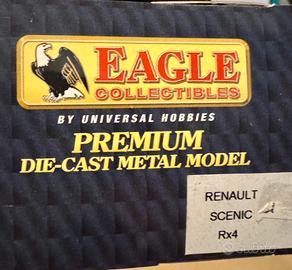 EAGLE
COLLECTIBLES
BY UNIVERSAL HOBBIES
PREMIUM
DIE-CAST METAL MODEL
RENAULT
SCENIC
Rx4